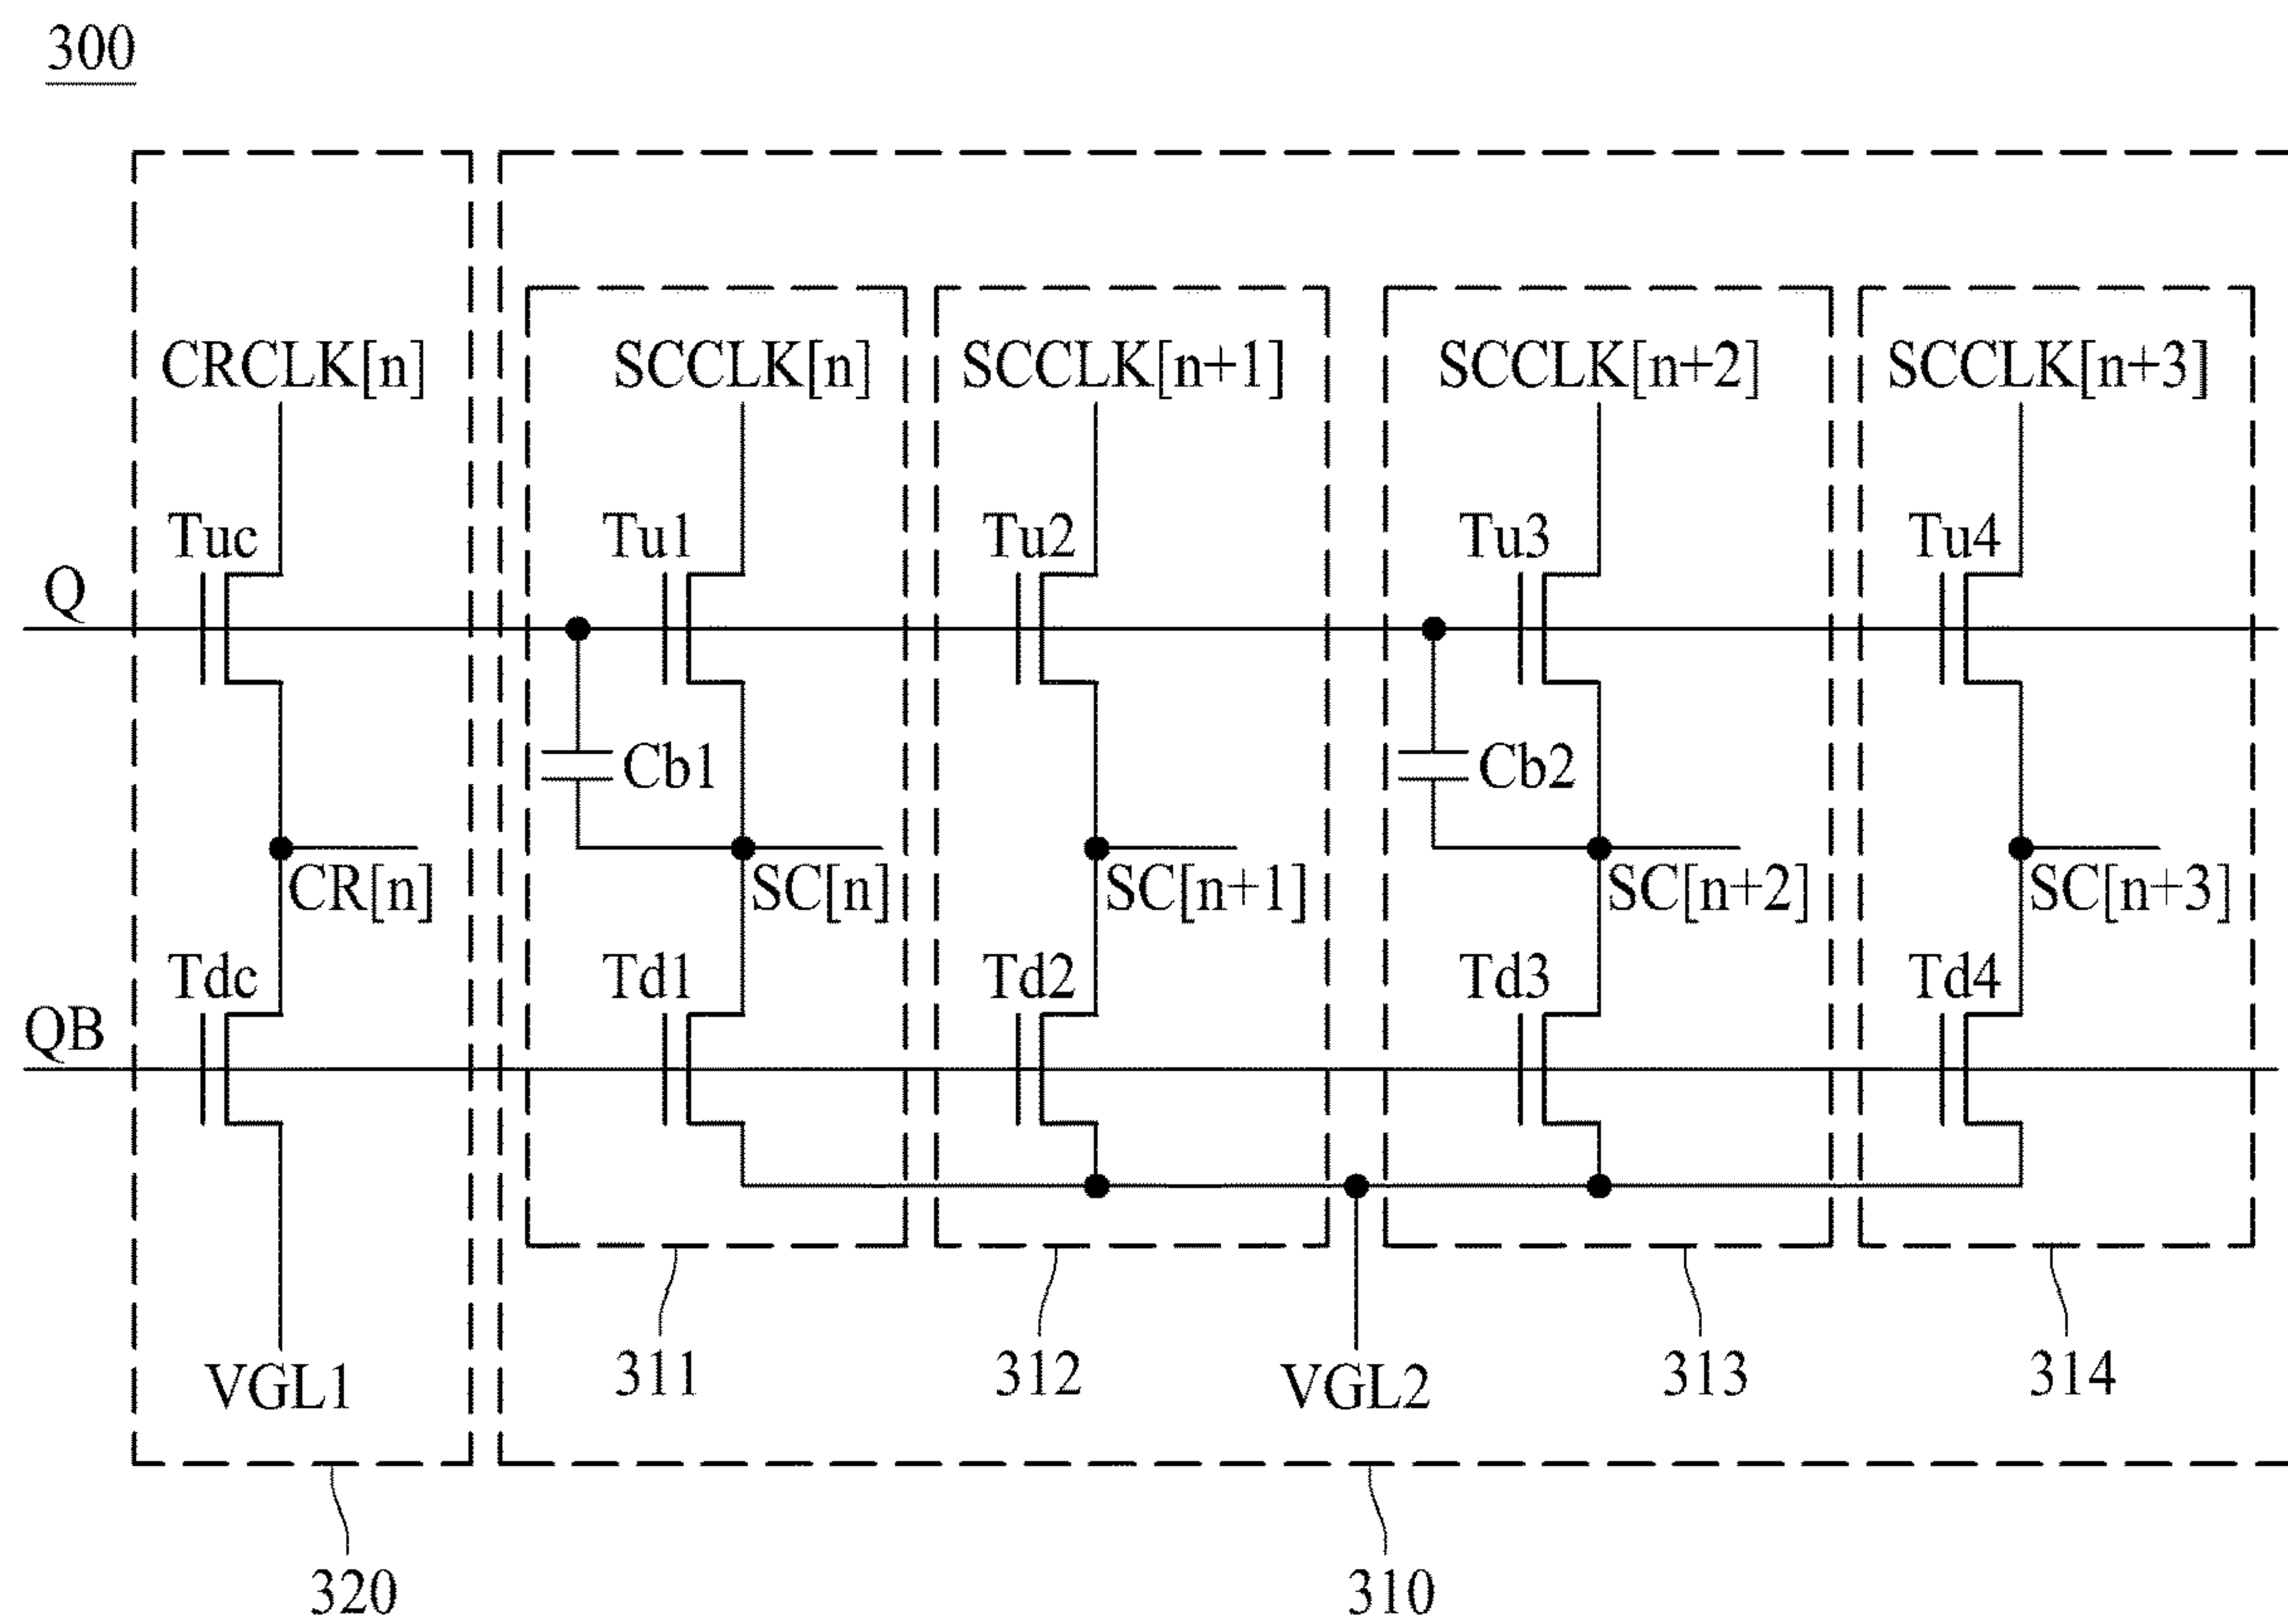 300
CRCLK[n] SCCLK[n] SCCLK[n+1] SCCLK[n+2] SCCLK[n+3]
Tuc Tu1 Tu2 Tu3 Tu4
Q
Cb1 Cb2
CR[n] SC[n] SC[n+1] SC[n+2] SC[n+3]
Tdc Td1 Td2 Td3 Td4
QB
VGL1 311 312 VGL2 313 314
320 310